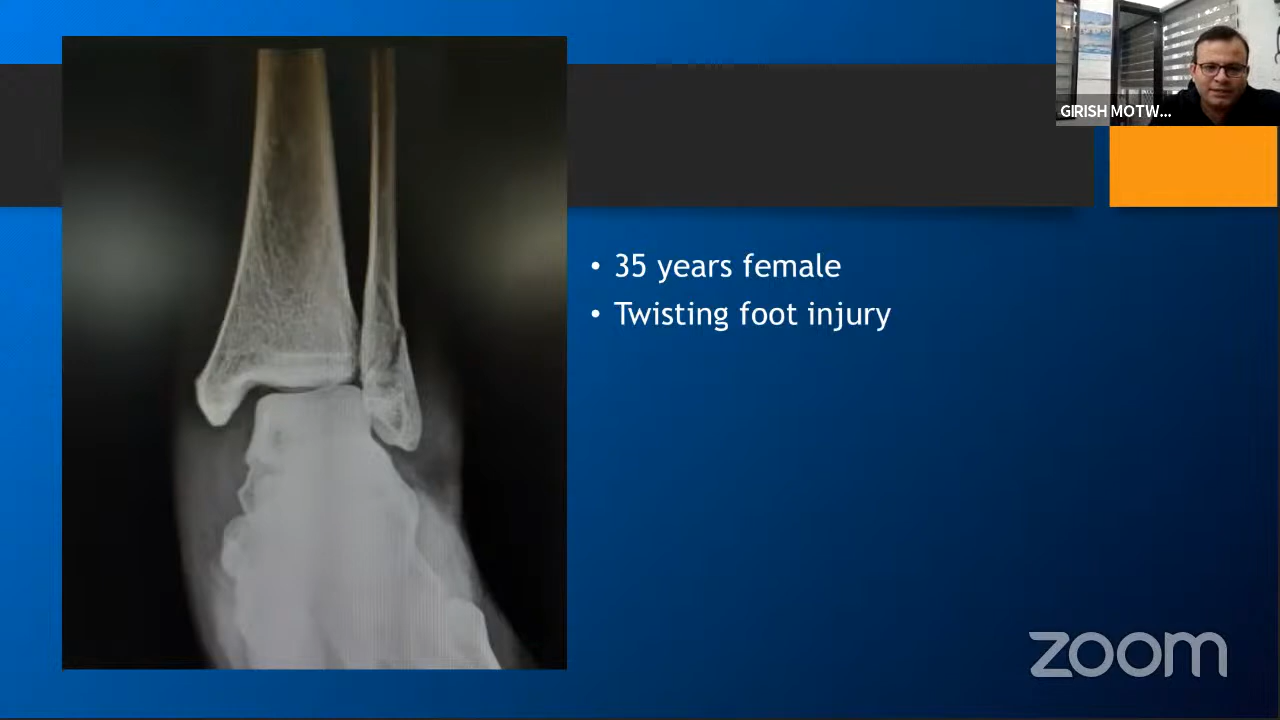 GIRISH MOTW...
• 35 years female
• Twisting foot injury
zoom